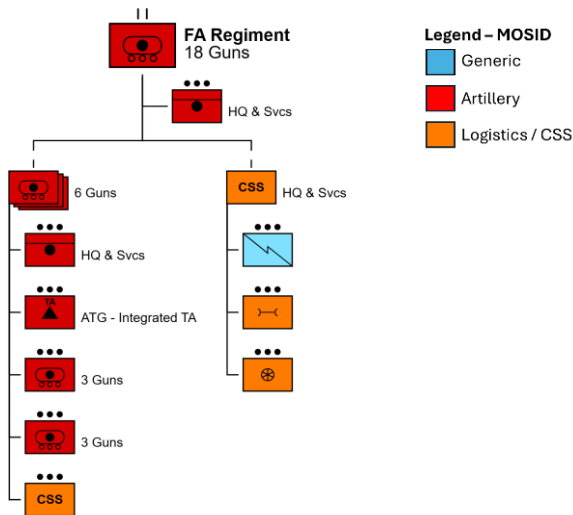 FA Regiment
18 Guns
HQ & Svcs
Legend – MOSID
Generic
Artillery
Logistics / CSS
6 Guns
HQ & Svcs
TA
ATG - Integrated TA
3 Guns
3 Guns
CSS
CSS
HQ & Svcs